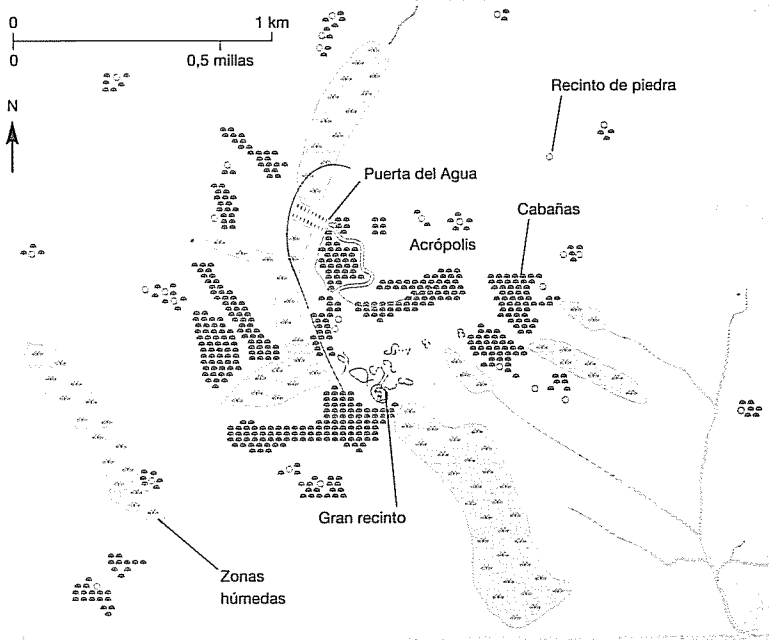 0 1 km
0 0,5 millas
N
Recinto de piedra
Puerta del Agua
Cabañas
Acrópolis
Gran recinto
Zonas
húmedas